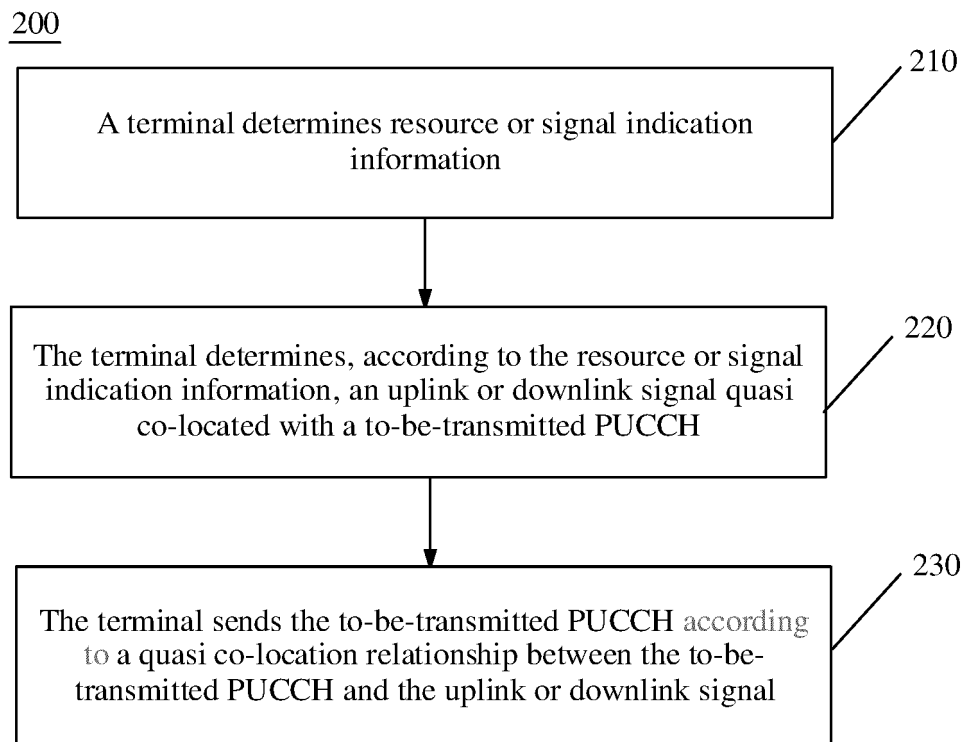 200
210
A terminal determines resource or signal indication
information
220
The terminal determines, according to the resource or signal
indication information, an uplink or downlink signal quasi
co-located with a to-be-transmitted PUCCH
230
The terminal sends the to-be-transmitted PUCCH according
to a quasi co-location relationship between the to-be-
transmitted PUCCH and the uplink or downlink signal